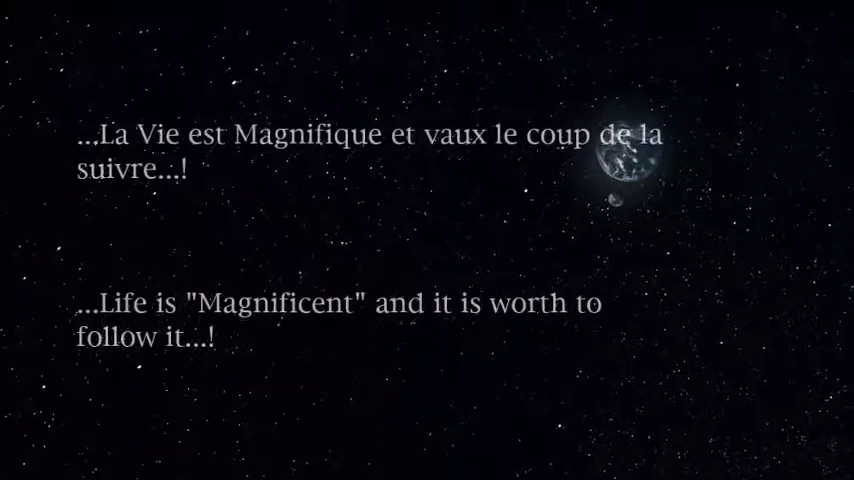 ...La Vie est Magnifique et vaux le coup de la
suivre...!
...Life is "Magnificent" and it is worth to
follow it...!